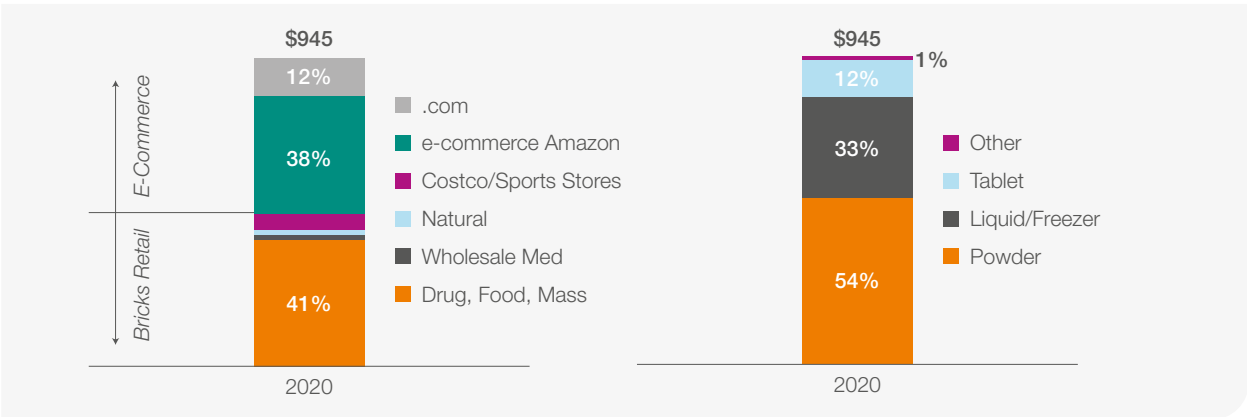 $945
12%
38%
41%
E-Commerce
Bricks Retail
.com
e-commerce Amazon
Costco/Sports Stores
Natural
Wholesale Med
Drug, Food, Mass
2020
$945
1%
12%
33%
54%
Other
Tablet
Liquid/Freezer
Powder
2020